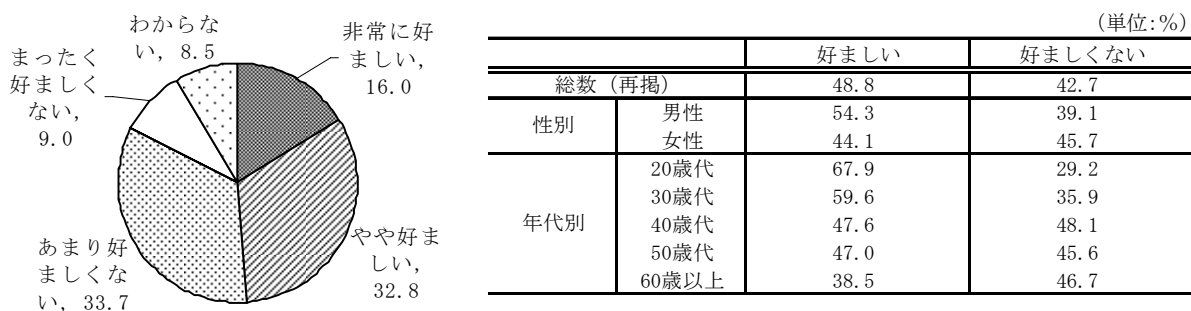 わからな
い, 8.5
非常に好
ましい,
16.0
まったく
好ましく
ない,
9.0
あまり好
ましくな
い, 33.7
やや好ま
しい,
32.8
(単位:%)
好ましい 好ましくない
総数(再掲) 48.8 42.7
性別 男性 54.3 39.1
女性 44.1 45.7
年代別 20歳代 67.9 29.2
30歳代 59.6 35.9
40歳代 47.6 48.1
50歳代 47.0 45.6
60歳以上 38.5 46.7